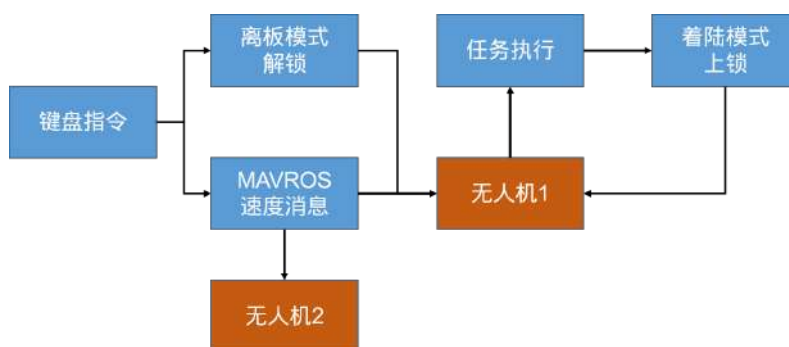 离板模式
解锁
任务执行
着陆模式
上锁
键盘指令
MAVROS
速度消息
无人机1
无人机2